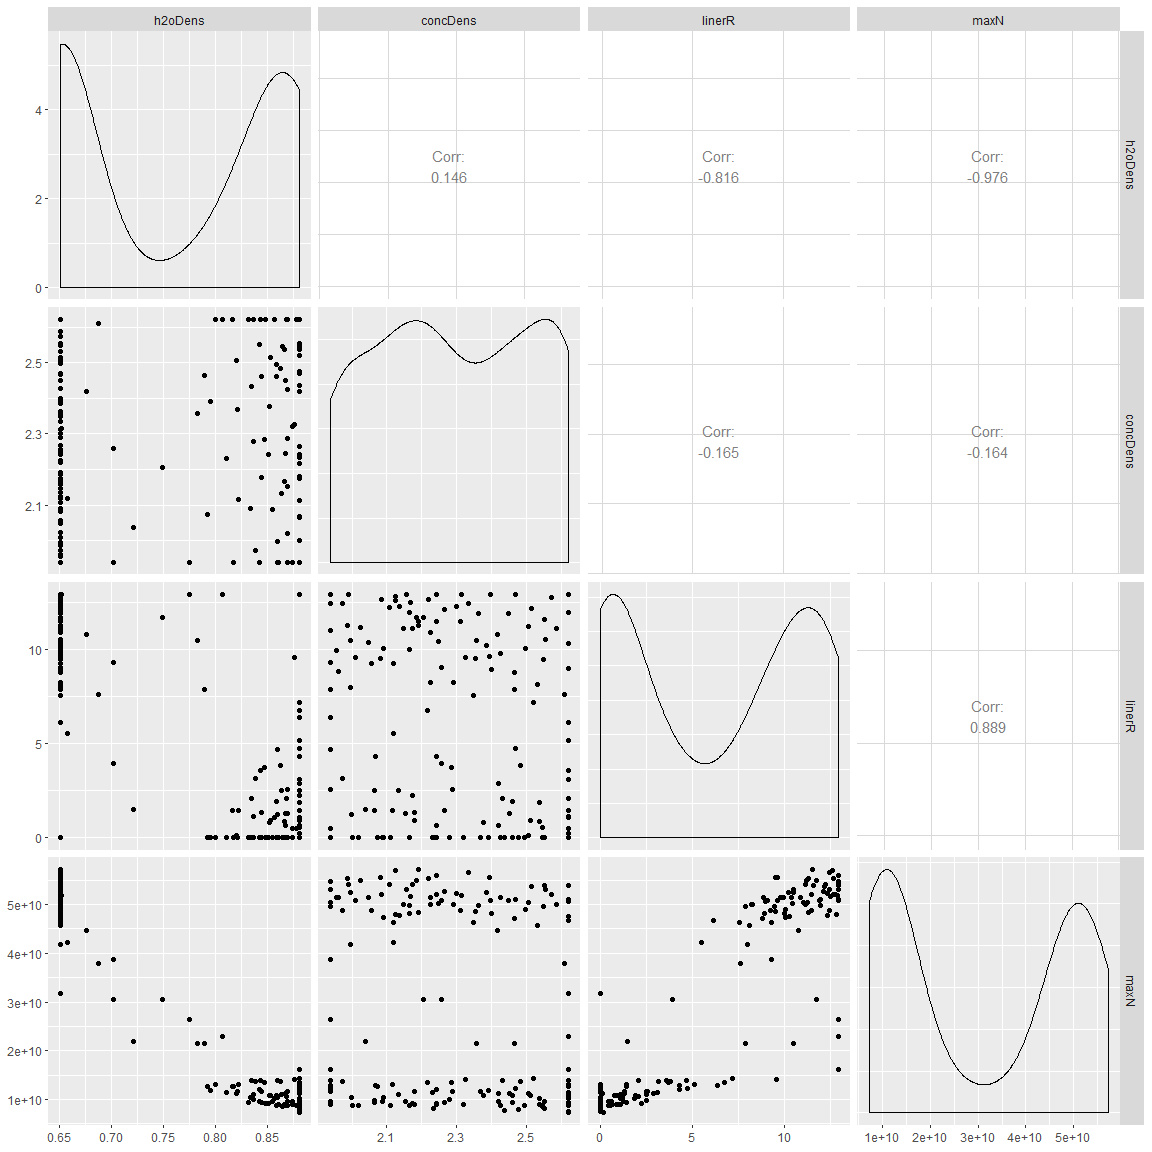 h2oDens concDens linerR maxN
4
2
0
Corr:
0.146
Corr:
-0.816
Corr:
-0.976
h2oDens
2.5
2.3
2.1
Corr:
-0.165
Corr:
-0.164
concDens
10
5
0
Corr:
0.889
linerR
5e+10
4e+10
3e+10
2e+10
1e+10
maxN
0.65 0.70 0.75 0.80 0.85
2.1 2.3 2.5
0 5 10
1e+10 2e+10 3e+10 4e+10 5e+10